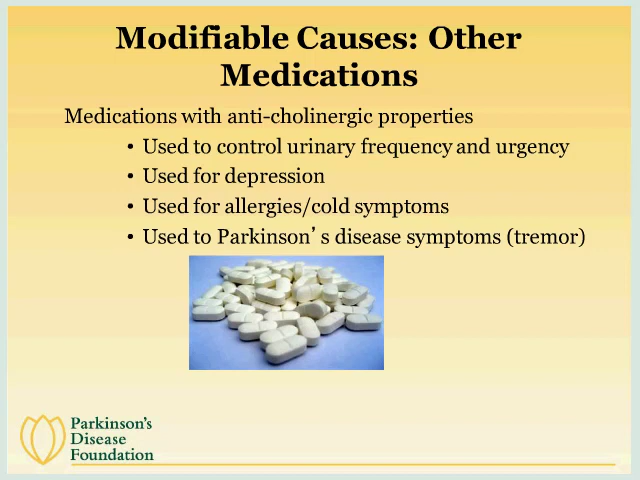 Modifiable Causes: Other
Medications
Medications with anti-cholinergic properties
• Used to control urinary frequency and urgency
• Used for depression
• Used for allergies/cold symptoms
• Used to Parkinson’s disease symptoms (tremor)
Parkinson's
Disease
Foundation